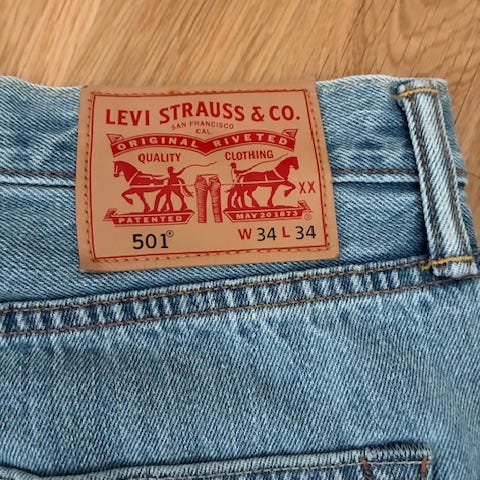 LEVI STRAUSS & CO.
SAN FRANCISCO
CAL.
ORIGINAL RIVETED
QUALITY CLOTHING
XX
PATENTED MAY 20 1873 ®
501® W 34 L 34